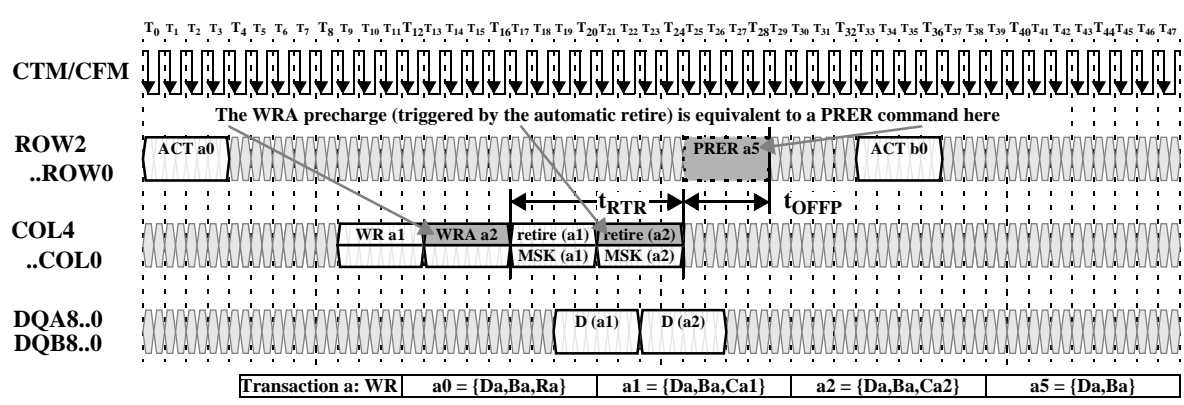 T0 T1 T2 T3 T4 T5 T6 T7 T8 T9 T10 T11 T12 T13 T14 T15 T16 T17 T18 T19 T20 T21 T22 T23 T24 T25 T26 T27 T28 T29 T30 T31 T32 T33 T34 T35 T36 T37 T38 T39 T40 T41 T42 T43 T44 T45 T46 T47
CTM/CFM
The WRA precharge (triggered by the automatic retire) is equivalent to a PRER command here
ROW2
..ROW0
ACT a0
PRER a5
ACT b0
tRTR
tOFFP
COL4
..COL0
WR a1
WRA a2
retire (a1)
retire (a2)
MSK (a1)
MSK (a2)
DQA8..0
DQB8..0
D (a1)
D (a2)
Transaction a: WR
a0 = {Da,Ba,Ra}
a1 = {Da,Ba,Ca1}
a2 = {Da,Ba,Ca2}
a5 = {Da,Ba}